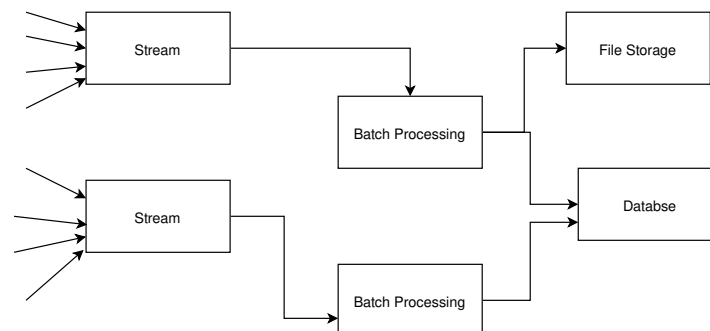 Stream
File Storage
Batch Processing
Stream
Databse
Batch Processing